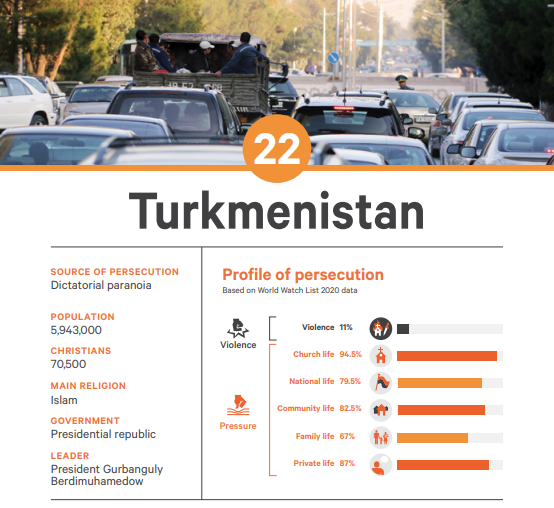 22
Turkmenistan
SOURCE OF PERSECUTION
Dictatorial paranoia
POPULATION
5,943,000
CHRISTIANS
70,500
MAIN RELIGION
Islam
GOVERNMENT
Presidential republic
LEADER
President Gurbanguly
Berdimuhamedow
Profile of persecution
Based on World Watch List 2020 data
Violence
Violence 11%
Pressure
Church life 94.5%
National life 79.5%
Community life 82.5%
Family life 67%
Private life 87%